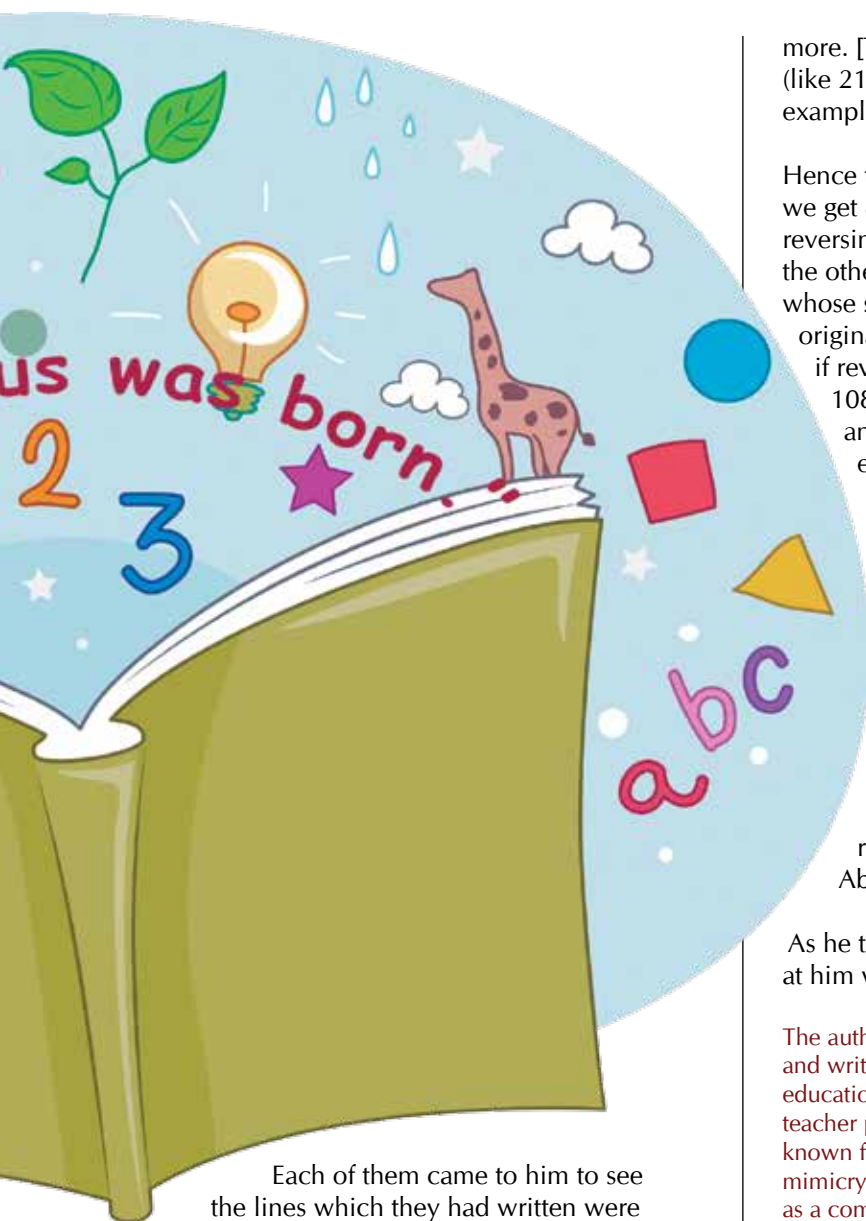 us was born
2
3
a b c
Each of them came to him to see
the lines which they had written were
more.
(like 21
exampl
Hence
we get
reversin
the othe
whose
origina
if rev
108
an
Ab
As he
at him
The auth
and writ
educatio
teacher
known
mimicry
as a com